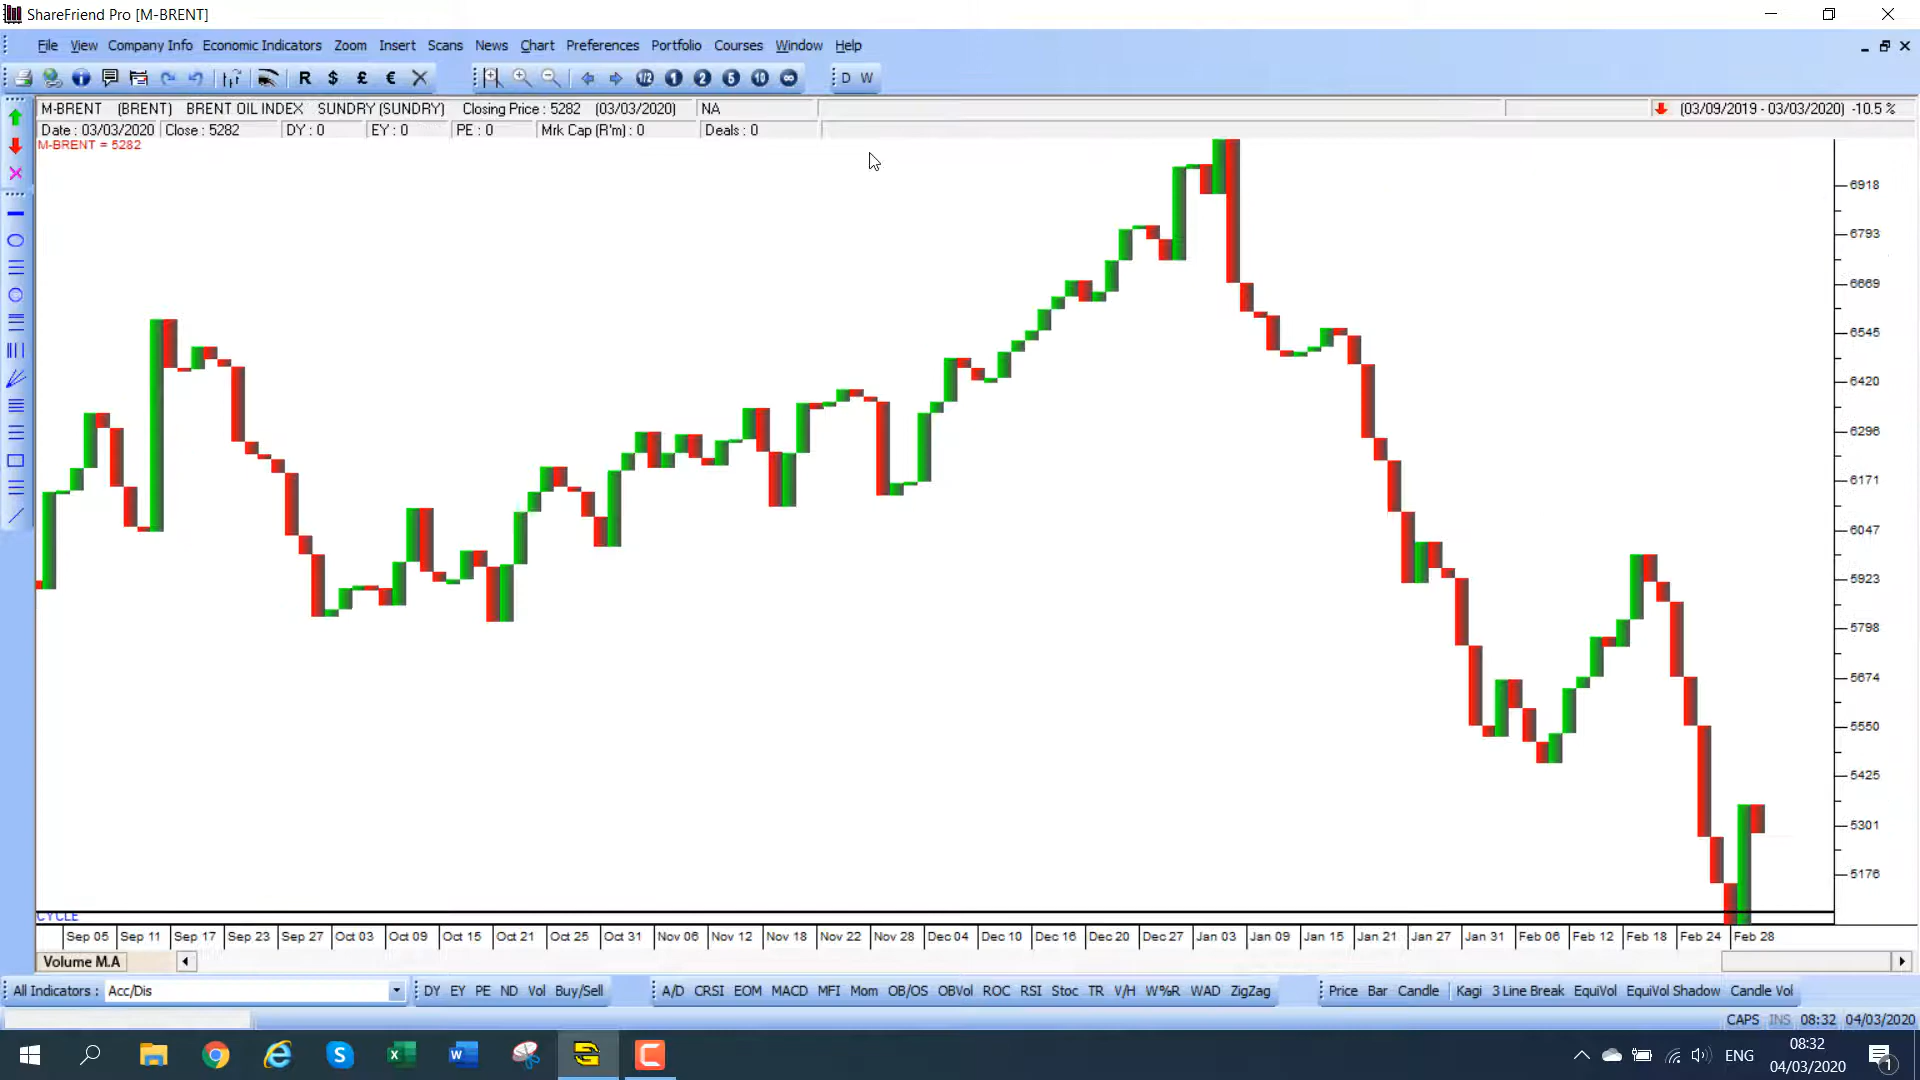 ShareFriend Pro [M-BRENT]
File View Company Info Economic Indicators Zoom Insert Scans News Chart Preferences Portfolio Courses Window Help
R $ £ € 1/2 1 2 5 10 ∞ D W
M-BRENT (BRENT) BRENT OIL INDEX SUNDRY (SUNDRY) Closing Price : 5282 (03/03/2020) NA (03/09/2019 - 03/03/2020) -10.5 %
Date : 03/03/2020 Close : 5282 DY : 0 EY : 0 PE : 0 Mrk Cap (R'm) : 0 Deals : 0
M-BRENT = 5282
6918
6793
6669
6545
6420
6296
6171
6047
5923
5798
5674
5550
5425
5301
5176
CYCLE
Sep 05 Sep 11 Sep 17 Sep 23 Sep 27 Oct 03 Oct 09 Oct 15 Oct 21 Oct 25 Oct 31 Nov 06 Nov 12 Nov 18 Nov 22 Nov 28 Dec 04 Dec 10 Dec 16 Dec 20 Dec 27 Jan 03 Jan 09 Jan 15 Jan 21 Jan 27 Jan 31 Feb 06 Feb 12 Feb 18 Feb 24 Feb 28
Volume M.A
All Indicators : Acc/Dis DY EY PE ND Vol Buy/Sell A/D CRSI EOM MACD MFI Mom OB/OS OBVol ROC RSI Stoc TR V/H W%R WAD ZigZag Price Bar Candle Kagi 3 Line Break EquiVol EquiVol Shadow Candle Vol
CAPS INS 08:32 04/03/2020
ENG 08:32
04/03/2020
1